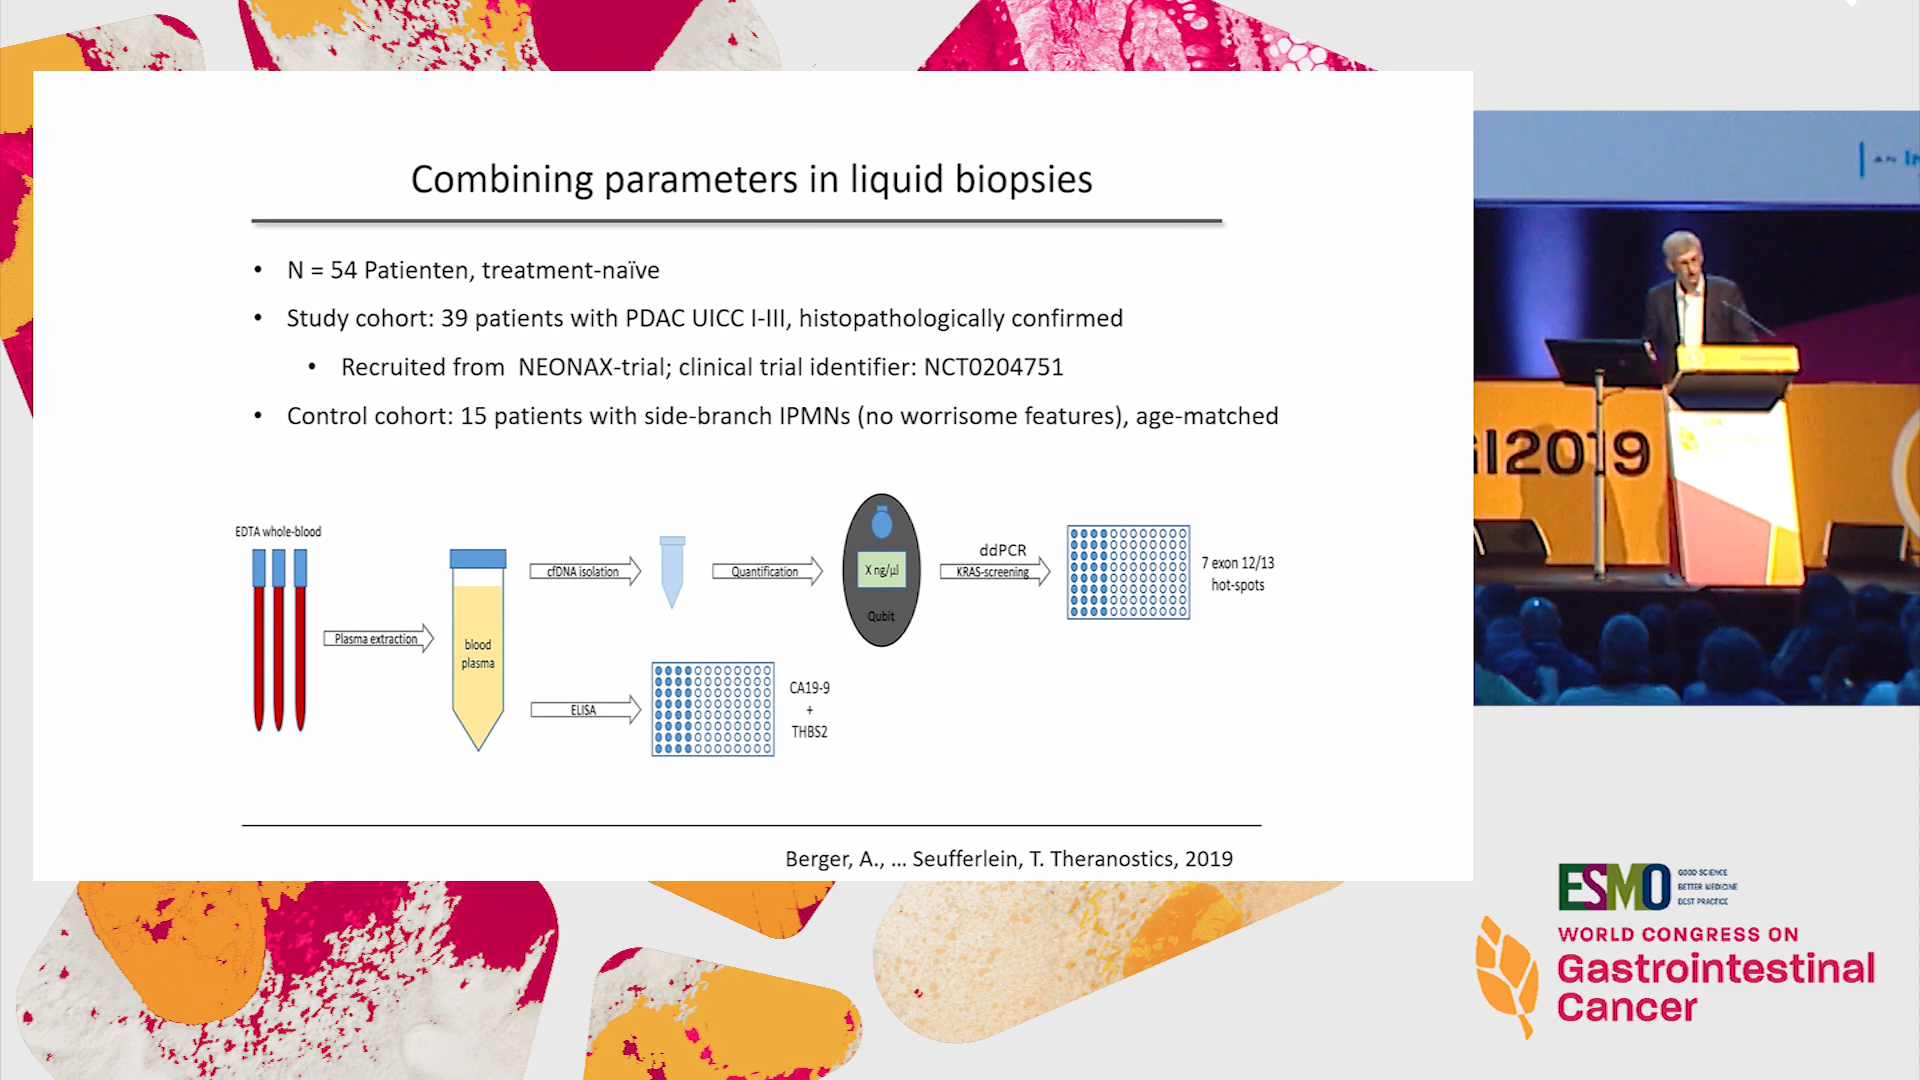 Combining parameters in liquid biopsies
• N = 54 Patienten, treatment-naïve
• Study cohort: 39 patients with PDAC UICC I-III, histopathologically confirmed
• Recruited from NEONAX-trial; clinical trial identifier: NCT0204751
• Control cohort: 15 patients with side-branch IPMNs (no worrisome features), age-matched
EDTA whole-blood
Plasma extraction
blood
plasma
cfDNA isolation
Quantification
X ng/µl
Qubit
ddPCR
KRAS-screening
7 exon 12/13
hot-spots
ELISA
CA19-9
+
THBS2
Berger, A., ... Seufferlein, T. Theranostics, 2019
GI2019
ESMO
GOOD SCIENCE
BETTER MEDICINE
BEST PRACTICE
WORLD CONGRESS ON
Gastrointestinal
Cancer